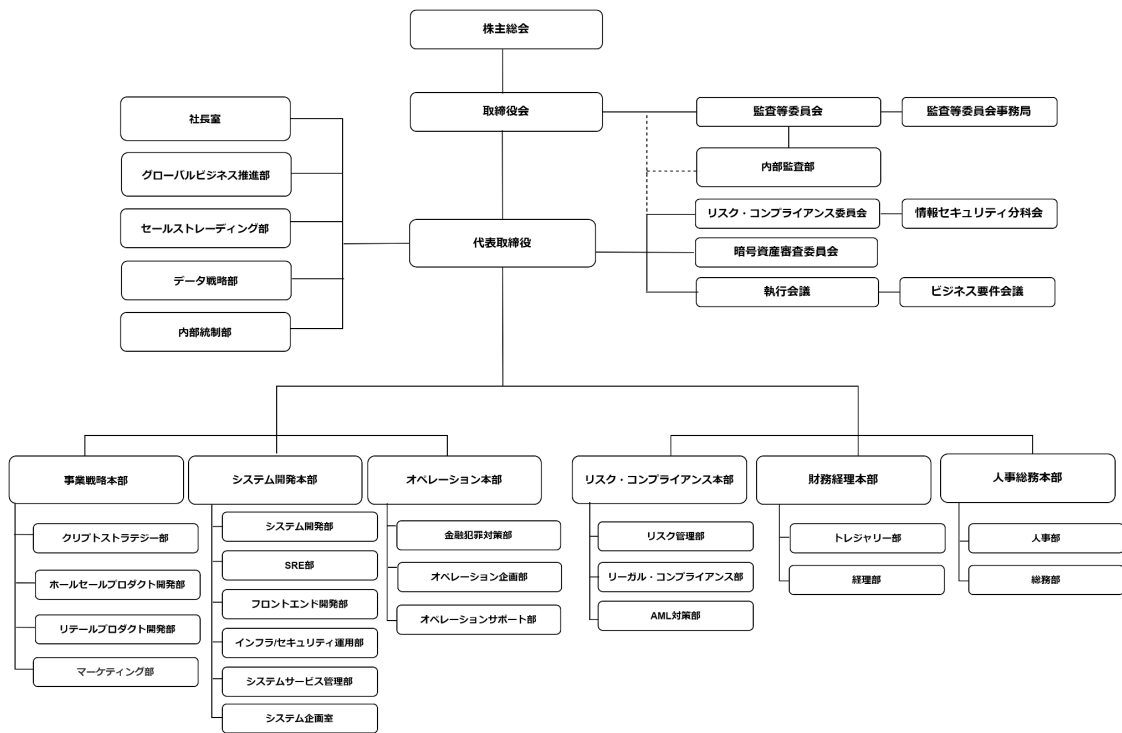 株主総会
取締役会
監査等委員会
監査等委員会事務局
内部監査部
リスク・コンプライアンス委員会
情報セキュリティ分科会
代表取締役
暗号資産審査委員会
執行会議
ビジネス要件会議
社長室
グローバルビジネス推進部
セールストレーディング部
データ戦略部
内部統制部
事業戦略本部
クリプトストラテジー部
ホールセールプロダクト開発部
リテールプロダクト開発部
マーケティング部
システム開発本部
システム開発部
SRE部
フロントエンド開発部
インフラ/セキュリティ運用部
システムサービス管理部
システム企画室
オペレーション本部
金融犯罪対策部
オペレーション企画部
オペレーションサポート部
リスク・コンプライアンス本部
リスク管理部
リーガル・コンプライアンス部
AML対策部
財務経理本部
トレジャリー部
経理部
人事総務本部
人事部
総務部